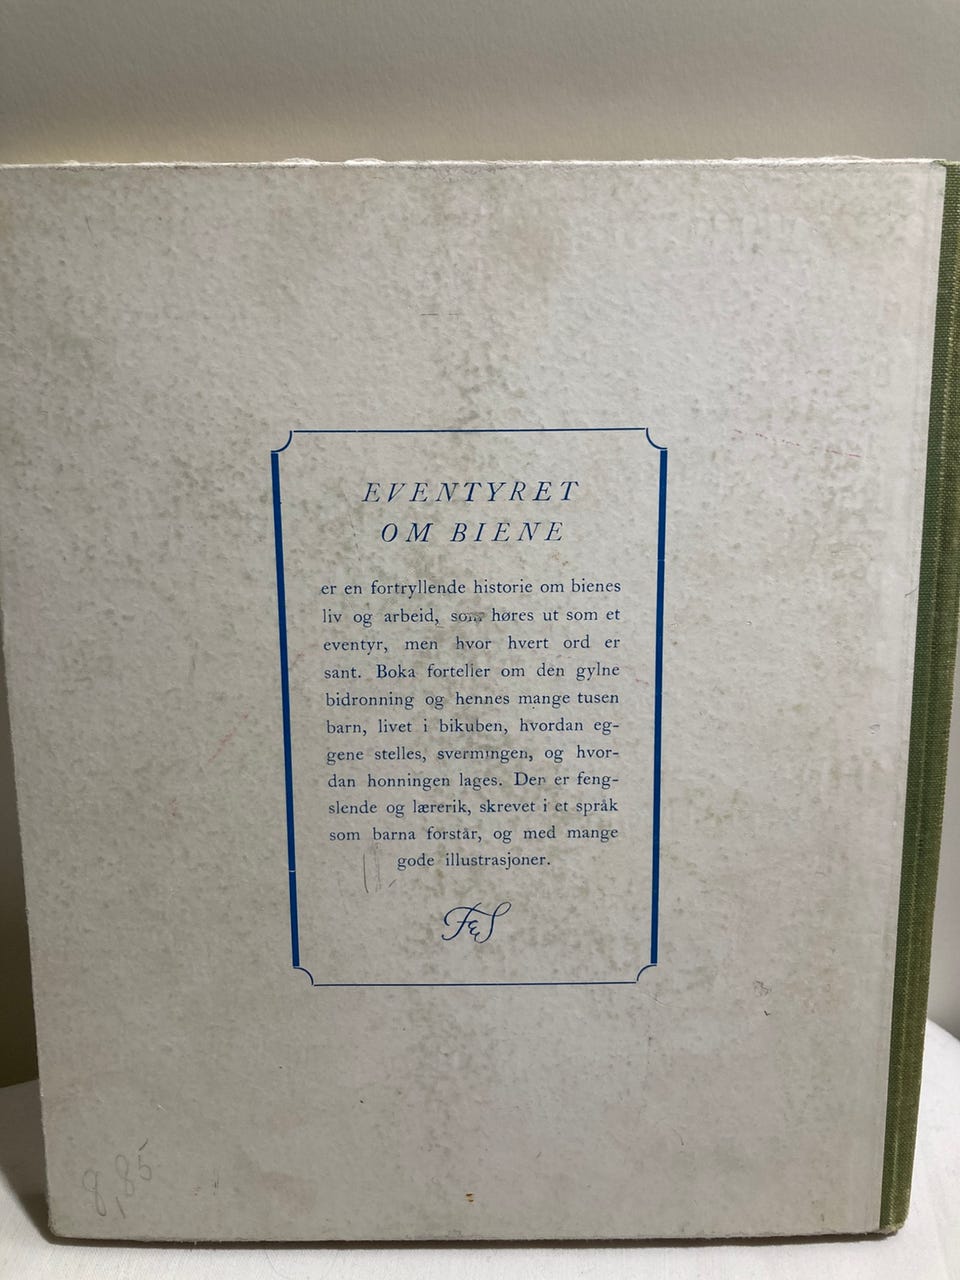 EVENTYRET
OM BIENE
er en fortryllende historie om bienes
liv og arbeid, som høres ut som et
eventyr, men hvor hvert ord er
sant. Boka forteller om den gylne
bidronning og hennes mange tusen
barn, livet i bikuben, hvordan eg-
gene stelles, svermingen, og hvor-
dan honningen lages. Den er feng-
slende og lærerik, skrevet i et språk
som barna forstår, og med mange
gode illustrasjoner.
F&S
8,85